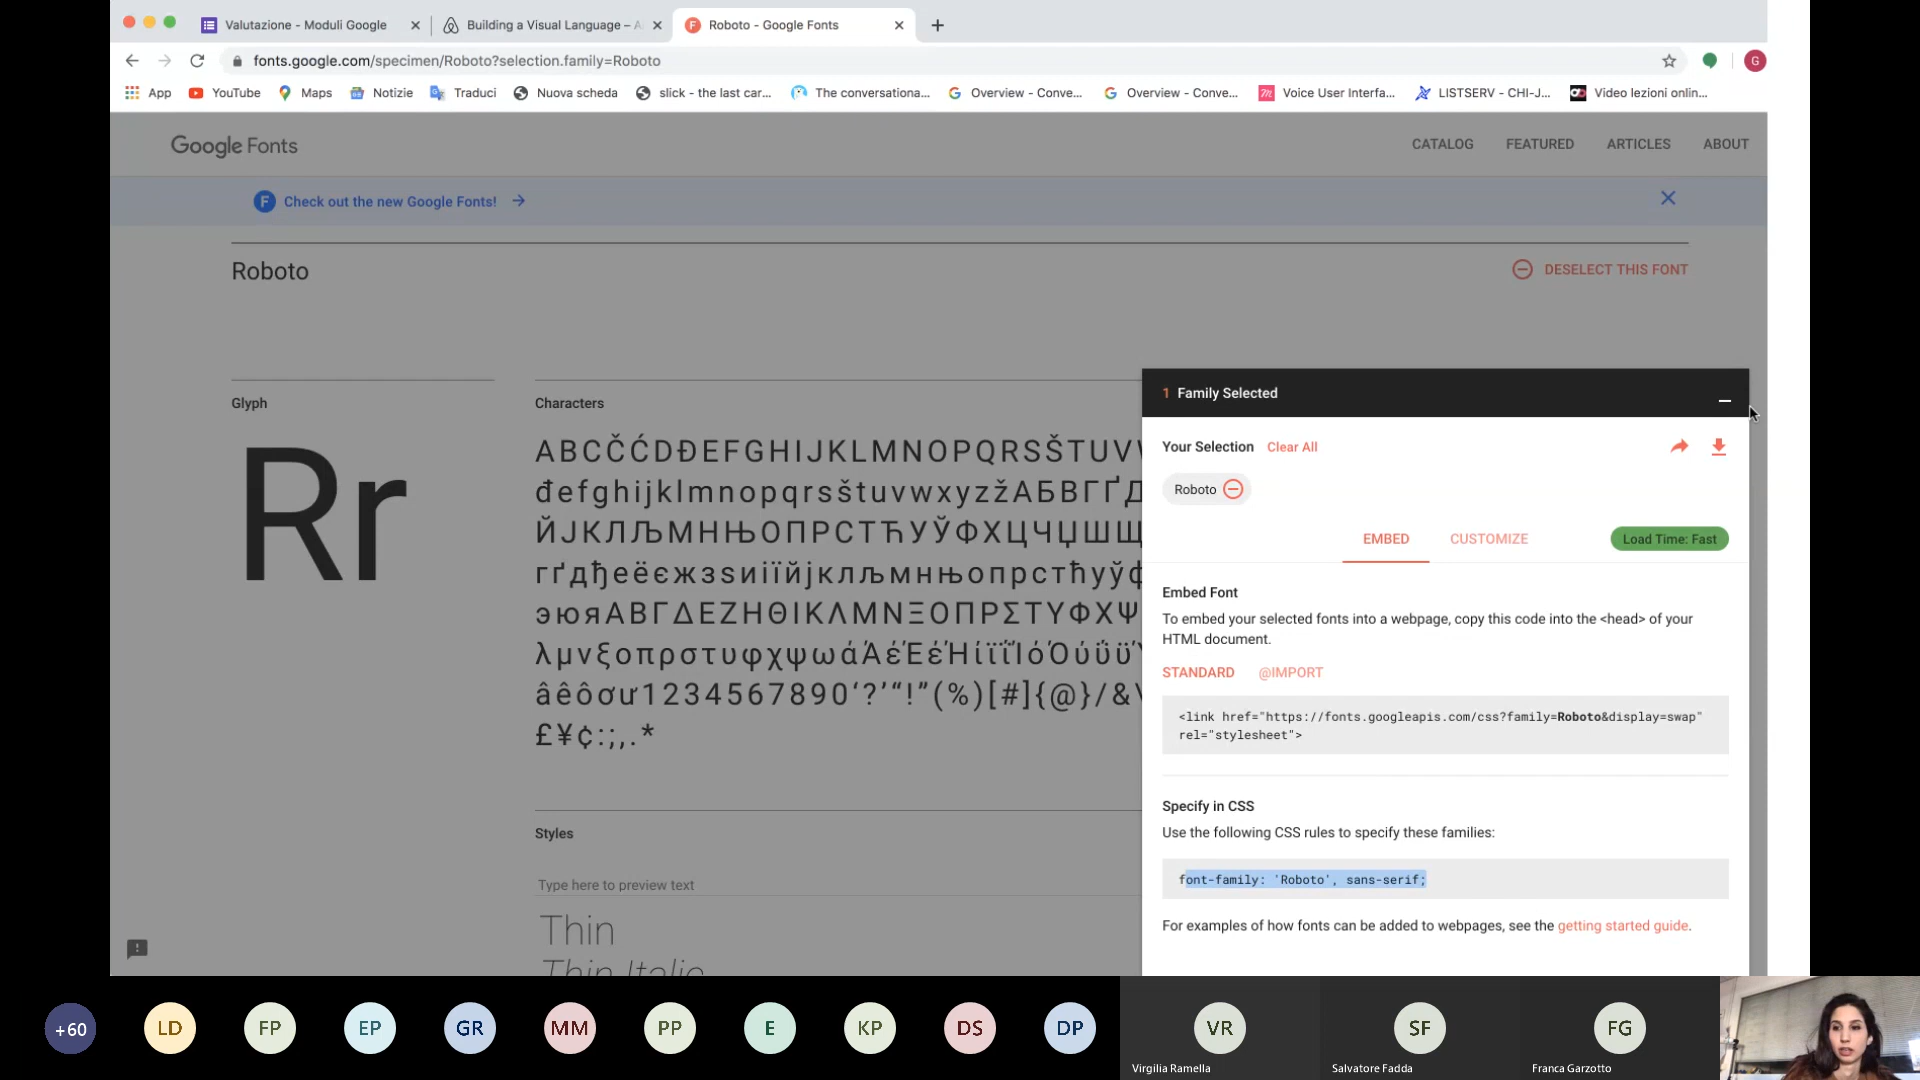 Valutazione - Moduli Google
Building a Visual Language – A
Roboto - Google Fonts
fonts.google.com/specimen/Roboto?selection.family=Roboto
G
App
YouTube
Maps
Notizie
Traduci
Nuova scheda
slick - the last car...
The conversationa...
Overview - Conve...
Overview - Conve...
Voice User Interfa...
LISTSERV - CHI-J...
Video lezioni onlin...
Google Fonts
CATALOG
FEATURED
ARTICLES
ABOUT
Check out the new Google Fonts!
Roboto
DESELECT THIS FONT
Glyph
Rr
Characters
ABCČĆDĐEFGHIJKLMNOPQRSŠTUV
đefghijklmnopqrsštuvwxyzžАБВГҐД
ЙЈКЛЉМНЊОПРСТЋУЎФХЦЧЏШЩ
гґдђеёєжзѕиіїйјклљмнњопрстћуўф
эюяΑΒΓΔΕΖΗΘΙΚΛΜΝΞΟΠΡΣΤΥΦΧΨ
λμνξοπρστυφχψωάΆέΈέΉίϊΐΊόΌύΰϋ
âêôơư1234567890‘?’“!”(%)[#]{@}/&\
£¥¢:;,.*
Styles
Type here to preview text
Thin
Thin Italic
1 Family Selected
Your Selection
Clear All
Roboto
EMBED
CUSTOMIZE
Load Time: Fast
Embed Font
To embed your selected fonts into a webpage, copy this code into the <head> of your
HTML document.
STANDARD
@IMPORT
<link href="https://fonts.googleapis.com/css?family=Roboto&display=swap"
rel="stylesheet">
Specify in CSS
Use the following CSS rules to specify these families:
font-family: 'Roboto', sans-serif;
For examples of how fonts can be added to webpages, see the getting started guide.
+60
LD
FP
EP
GR
MM
PP
E
KP
DS
DP
VR
Virgilia Ramella
SF
Salvatore Fadda
FG
Franca Garzotto